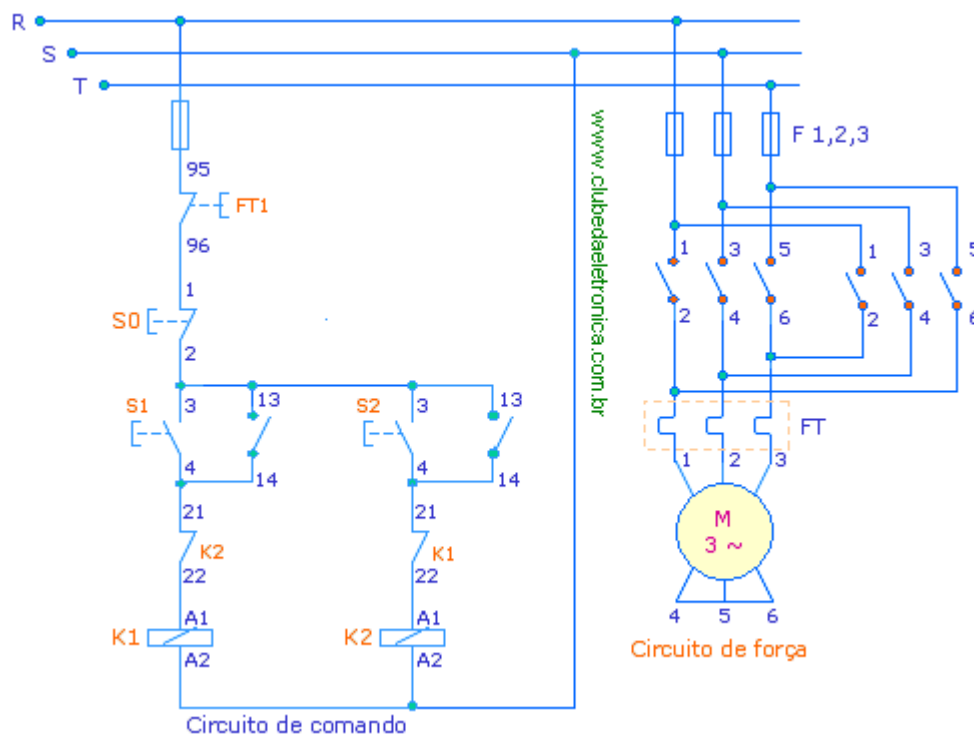 R
S
T
www.clubedaeletronica.com.br
F 1,2,3
95
FT1
96
1
S0
2
S1
3
13
4
14
S2
3
13
4
14
21
K2
22
21
K1
22
K1
A1
A2
K2
A1
A2
Circuito de comando
1
3
5
2
4
6
1
3
5
2
4
6
FT
1
2
3
M
3 ~
4
5
6
Circuito de força